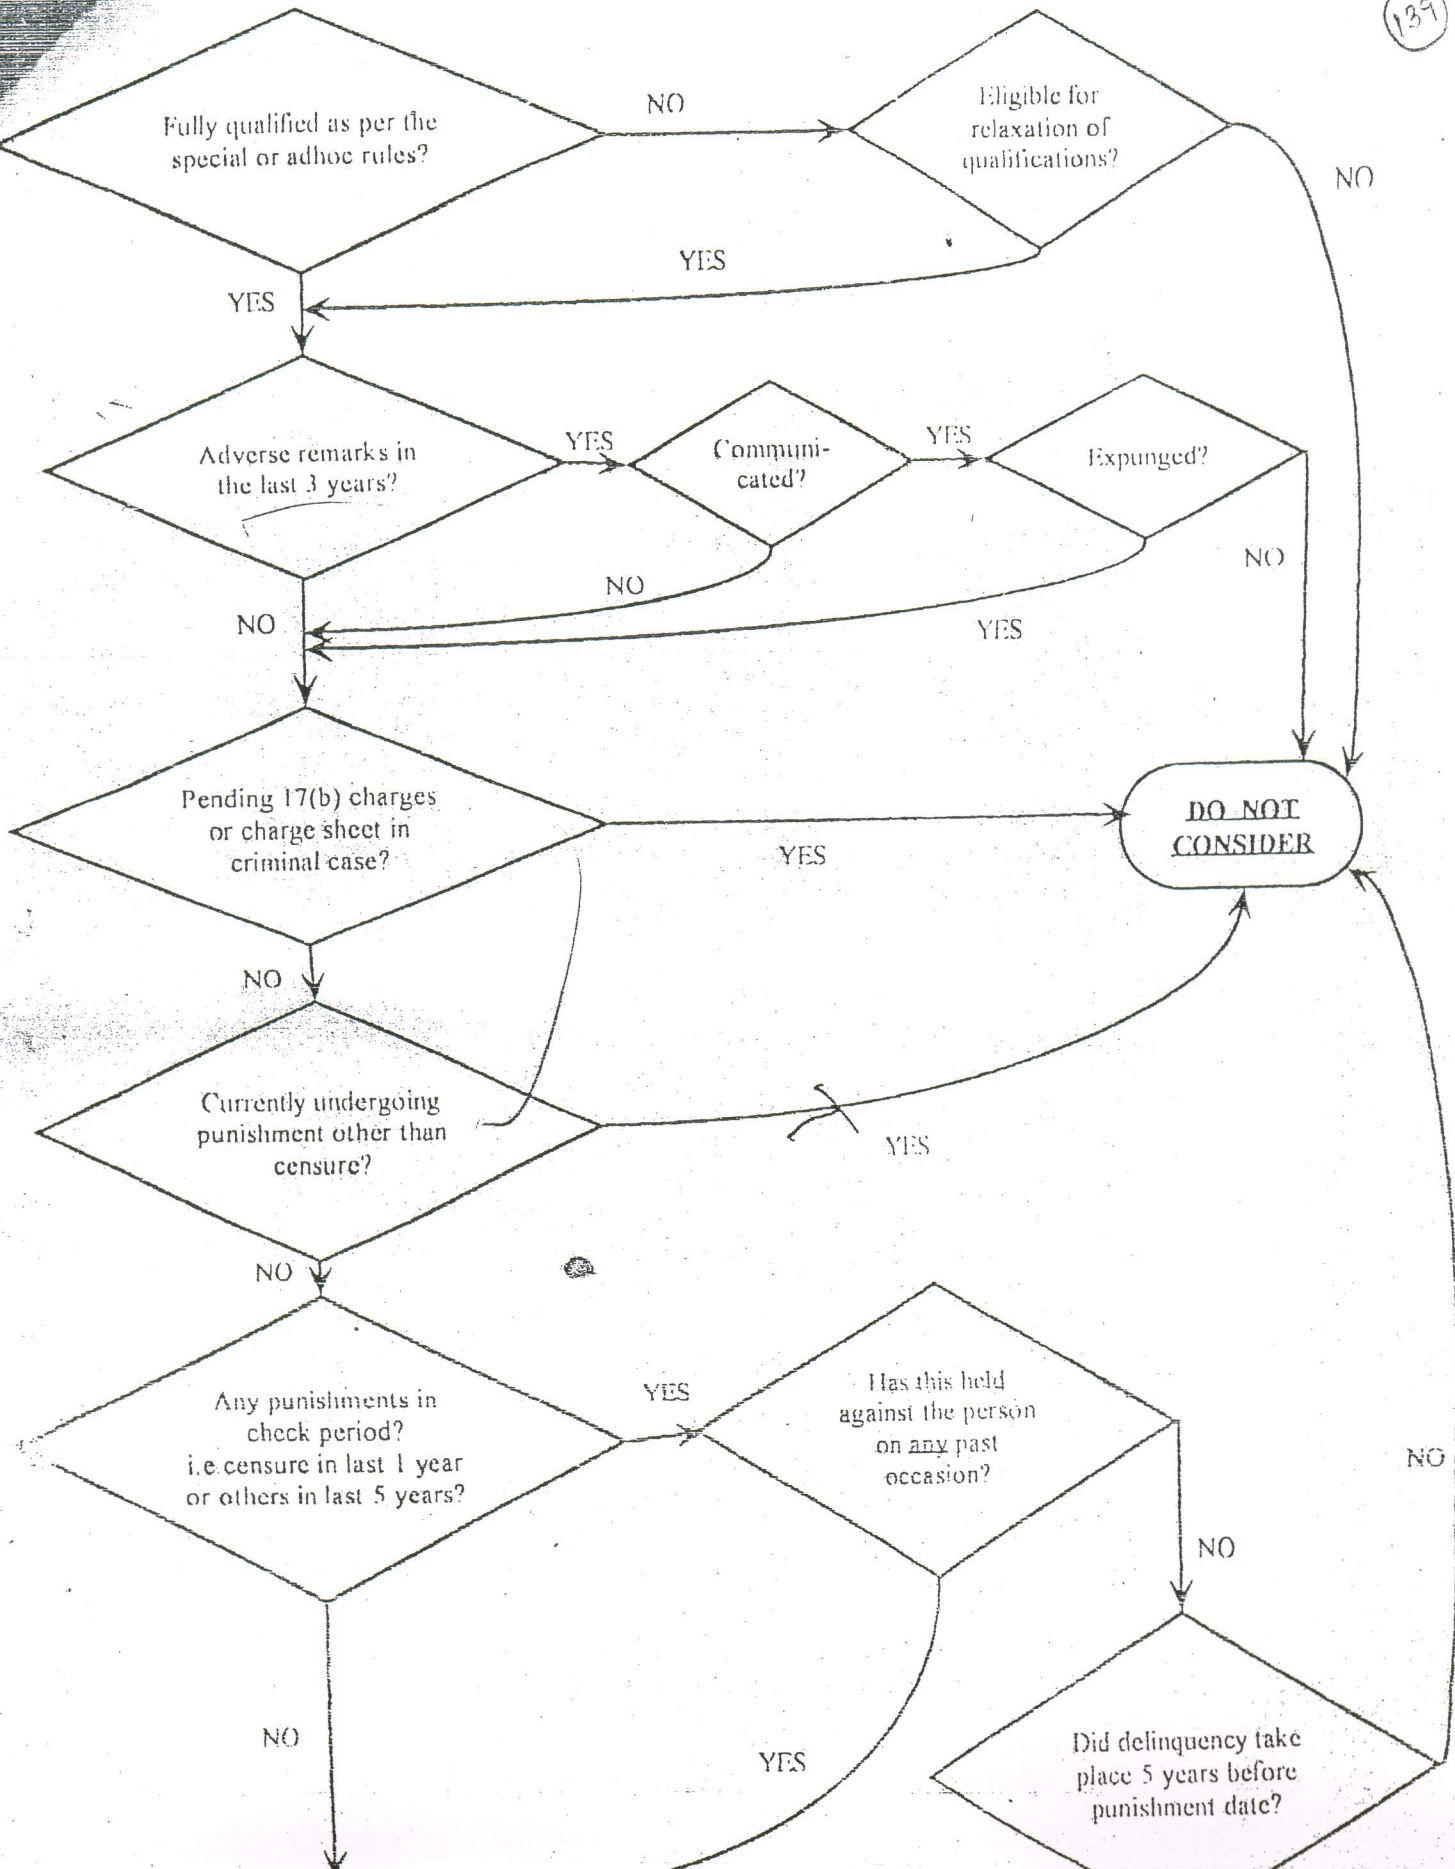 139
Fully qualified as per the
special or adhoc rules?
NO
Eligible for
relaxation of
qualifications?
NO
YES
YES
Adverse remarks in
the last 3 years?
YES
Communi-
cated?
YES
Expunged?
NO
NO
NO
YES
Pending 17(b) charges
or charge sheet in
criminal case?
YES
DO NOT
CONSIDER
NO
Currently undergoing
punishment other than
censure?
YES
NO
Any punishments in
check period?
i.e. censure in last 1 year
or others in last 5 years?
YES
Has this held
against the person
on any past
occasion?
NO
NO
NO
YES
Did delinquency take
place 5 years before
punishment date?